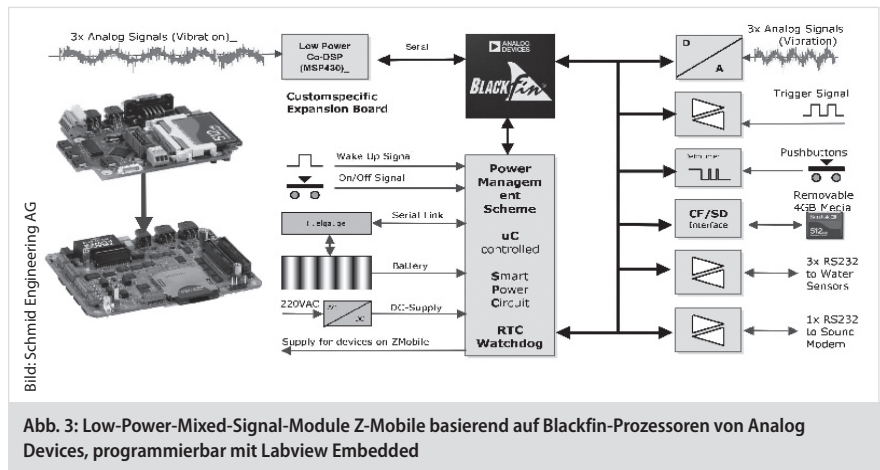 3x Analog Signals (Vibrat on)_
Low Power
Co-DSP
(MSP430)_
Serial
ANALOG
DEVICES
BLACKfin
D
A
3x Analog Signals
(Vibration)
Customspecific
Expansion Board
Trigger Signal
Wake Up Signa
On/Off Signal
Pushbuttons
Serial Link
Battery
220VAC
DC-Supply
Supply for devices on ZMobile
Power
Managem
ent
Scheme
uC
controlled
Smart
Power
Circuit
RTC
Watchdog
CF/SD
Interface
Removable
4GB Media
512
3x RS232
to Water
Sensors
1x RS232
to Sound
Modem
Bild: Schmid Engineering AG
Abb. 3: Low-Power-Mixed-Signal-Module Z-Mobile basierend auf Blackfin-Prozessoren von Analog
Devices, programmierbar mit Labview Embedded